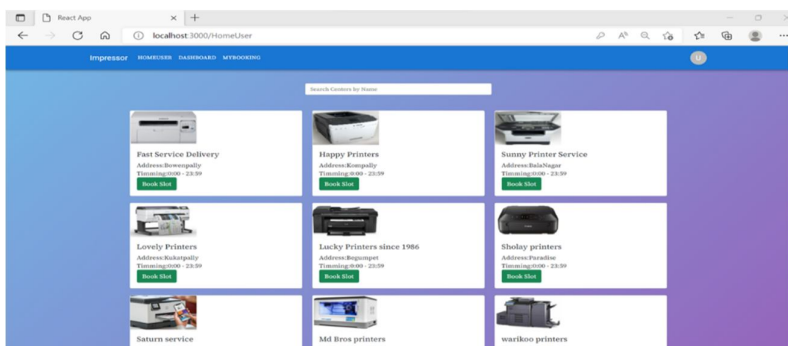 React App
localhost:3000/HomeUser
Impressor HOMEUSER DASHBOARD MYBOOKING U
Search Centers by Name
Fast Service Delivery
Address:Bowenpally
Timming:0:00 - 23:59
Book Slot
Happy Printers
Address:Kompally
Timming:0:00 - 23:59
Book Slot
Sunny Printer Service
Address:BalaNagar
Timming:0:00 - 23:59
Book Slot
Lovely Printers
Address:Kukatpally
Timming:0:00 - 23:59
Book Slot
Lucky Printers since 1986
Address:Begumpet
Timming:0:00 - 23:59
Book Slot
Sholay printers
Address:Paradise
Timming:0:00 - 23:59
Book Slot
Saturn service
Md Bros printers
warikoo printers